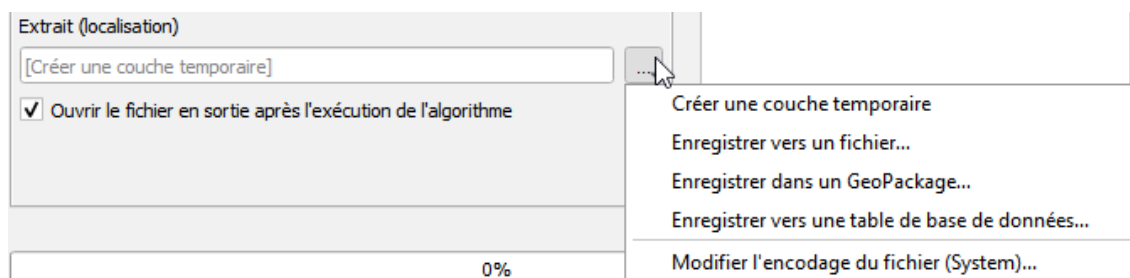 Extrait (localisation)
[Créer une couche temporaire]
...
Ouvrir le fichier en sortie après l'exécution de l'algorithme
Créer une couche temporaire
Enregistrer vers un fichier...
Enregistrer dans un GeoPackage...
Enregistrer vers une table de base de données...
Modifier l'encodage du fichier (System)...
0%